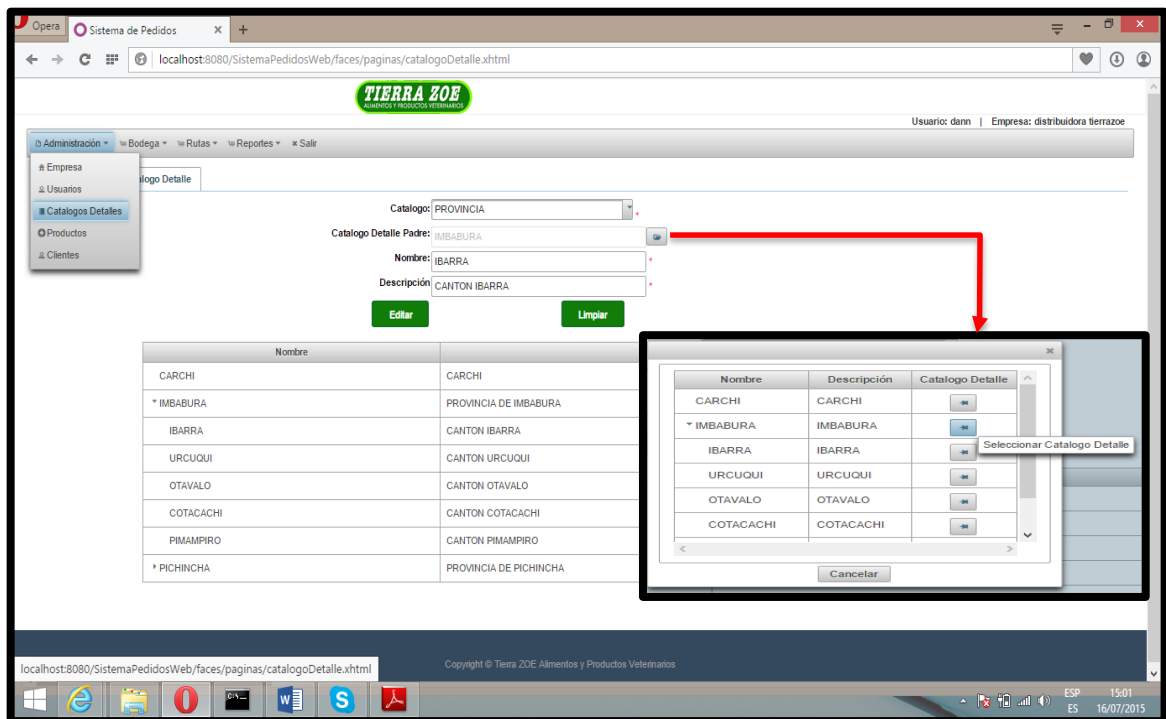 Opera
Sistema de Pedidos
localhost:8080/SistemaPedidosWeb/faces/paginas/catalogoDetalle.xhtml
TIERRA ZOE
ALIMENTOS Y PRODUCTOS VETERINARIOS
Usuario: dann | Empresa: distribuidora tierrazoe
Administración Bodega Rutas Reportes Salir
Empresa
Usuarios
Catalogos Detalles
Productos
Clientes
alogo Detalle
Catalogo: PROVINCIA *
Catalogo Detalle Padre: IMBABURA
Nombre: IBARRA *
Descripción CANTON IBARRA *
Editar Limpiar
Nombre
CARCHI CARCHI
IMBABURA PROVINCIA DE IMBABURA
IBARRA CANTON IBARRA
URCUQUI CANTON URCUQUI
OTAVALO CANTON OTAVALO
COTACACHI CANTON COTACACHI
PIMAMPIRO CANTON PIMAMPIRO
PICHINCHA PROVINCIA DE PICHINCHA
Nombre Descripción Catalogo Detalle
CARCHI CARCHI
IMBABURA IMBABURA
Seleccionar Catalogo Detalle
IBARRA IBARRA
URCUQUI URCUQUI
OTAVALO OTAVALO
COTACACHI COTACACHI
Cancelar
Copyright © Tierra ZOE Alimentos y Productos Veterinarios
localhost:8080/SistemaPedidosWeb/faces/paginas/catalogoDetalle.xhtml
ESP 15:01
ES 16/07/2015